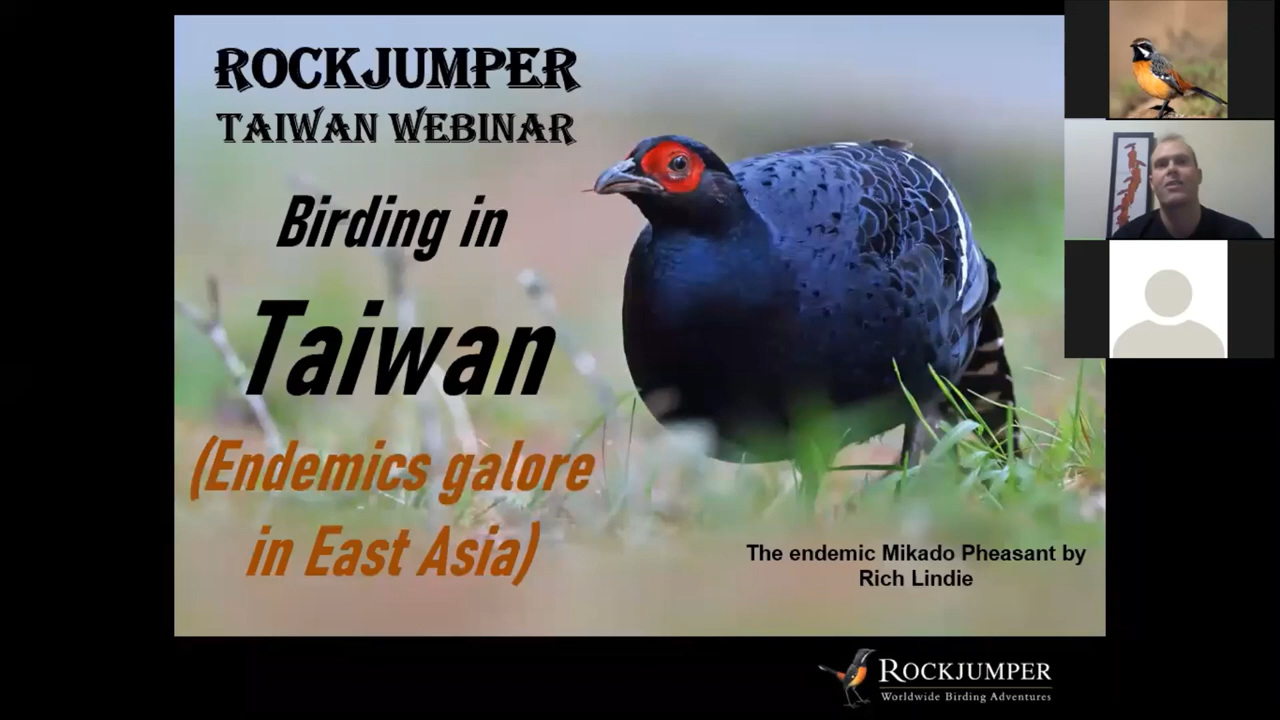 ROCKJUMPER
TAIWAN WEBINAR
Birding in
Taiwan
(Endemics galore
in East Asia)
The endemic Mikado Pheasant by
Rich Lindie
ROCKJUMPER
Worldwide Birding Adventures